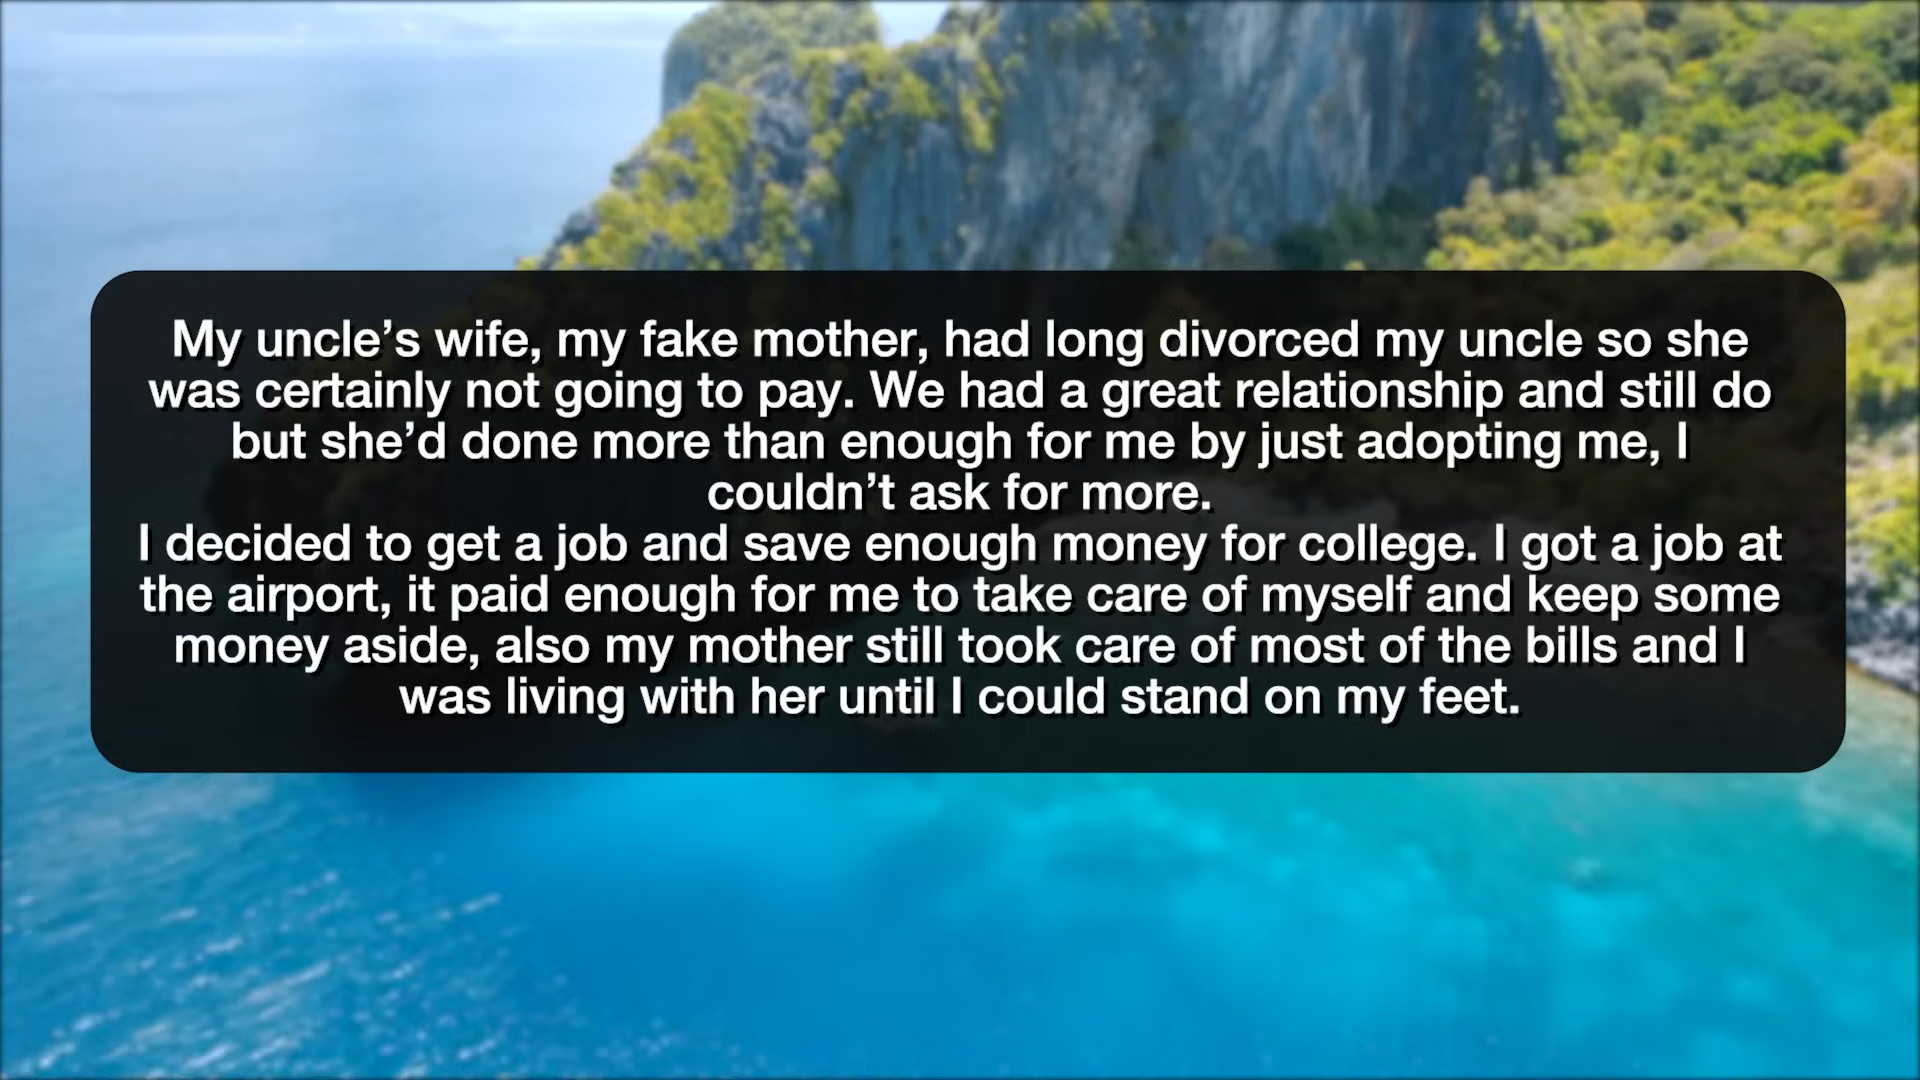 My uncle’s wife, my fake mother, had long divorced my uncle so she
was certainly not going to pay. We had a great relationship and still do
but she’d done more than enough for me by just adopting me, I
couldn’t ask for more.
I decided to get a job and save enough money for college. I got a job at
the airport, it paid enough for me to take care of myself and keep some
money aside, also my mother still took care of most of the bills and I
was living with her until I could stand on my feet.